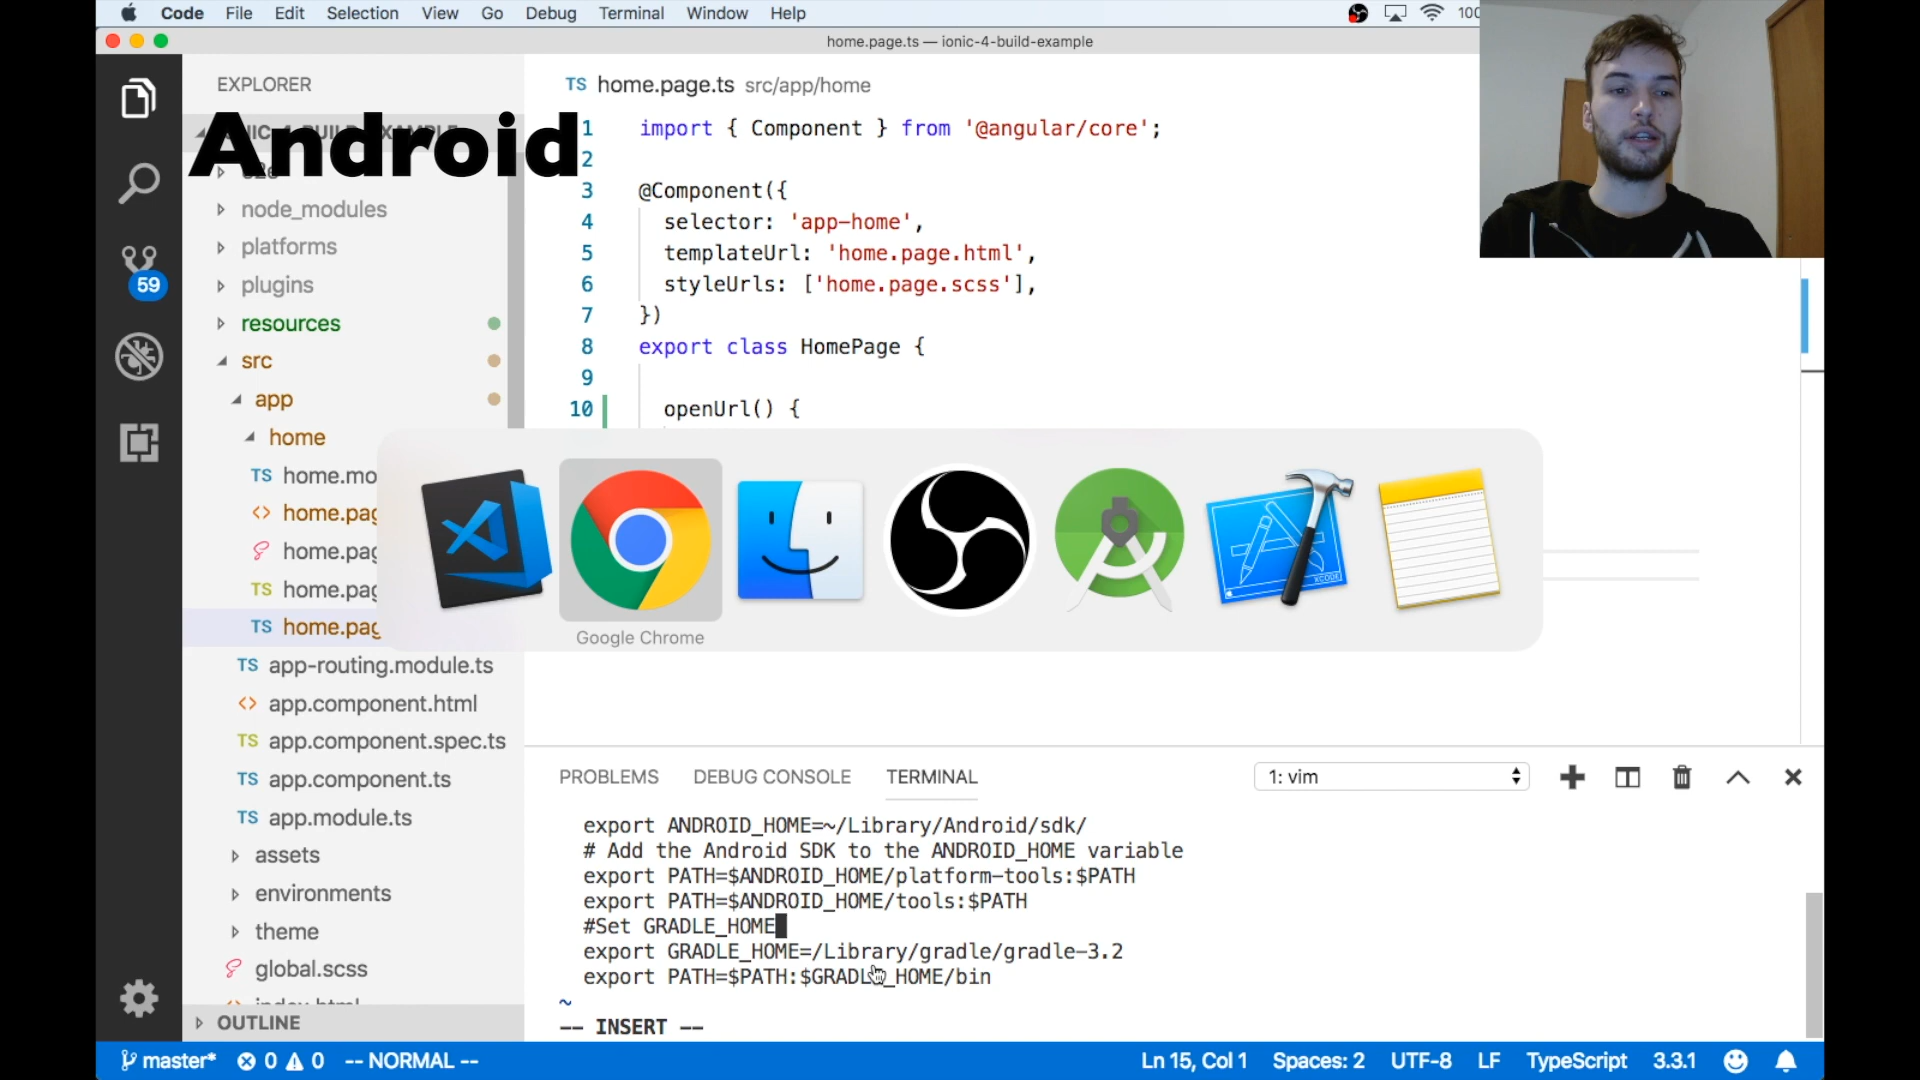 Code File Edit Selection View Go Debug Terminal Window Help
home.page.ts — ionic-4-build-example
EXPLORER
Android
node_modules
platforms
plugins
resources
src
app
home
TS home.mo
<> home.pag
home.pag
TS home.pag
TS home.pag
TS app-routing.module.ts
<> app.component.html
TS app.component.spec.ts
TS app.component.ts
TS app.module.ts
assets
environments
theme
global.scss
index.html
OUTLINE
59
TS home.page.ts src/app/home
1 import { Component } from '@angular/core';
2
3 @Component({
4 selector: 'app-home',
5 templateUrl: 'home.page.html',
6 styleUrls: ['home.page.scss'],
7 })
8 export class HomePage {
9
10 openUrl() {
Google Chrome
XCODE
PROBLEMS DEBUG CONSOLE TERMINAL 1: vim
export ANDROID_HOME=~/Library/Android/sdk/
# Add the Android SDK to the ANDROID_HOME variable
export PATH=$ANDROID_HOME/platform-tools:$PATH
export PATH=$ANDROID_HOME/tools:$PATH
#Set GRADLE_HOME
export GRADLE_HOME=/Library/gradle/gradle-3.2
export PATH=$PATH:$GRADLE_HOME/bin
~
-- INSERT --
master* 0 0 -- NORMAL -- Ln 15, Col 1 Spaces: 2 UTF-8 LF TypeScript 3.3.1